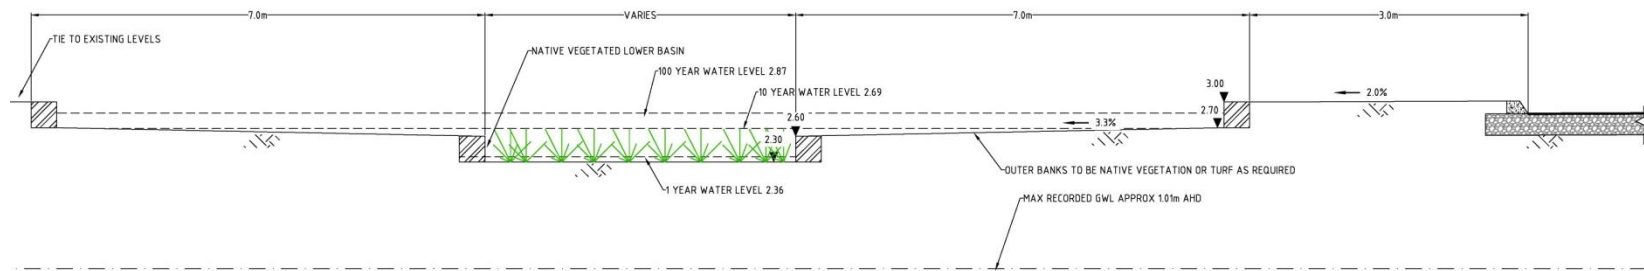 7.0m
VARIES
7.0m
3.0m
TIE TO EXISTING LEVELS
NATIVE VEGETATED LOWER BASIN
100 YEAR WATER LEVEL 2.87
10 YEAR WATER LEVEL 2.69
3.00
2.0%
2.70
2.60
3.3%
2.30
OUTER BANKS TO BE NATIVE VEGETATION OR TURF AS REQUIRED
1 YEAR WATER LEVEL 2.36
MAX RECORDED GWL APPROX 1.01m AHD